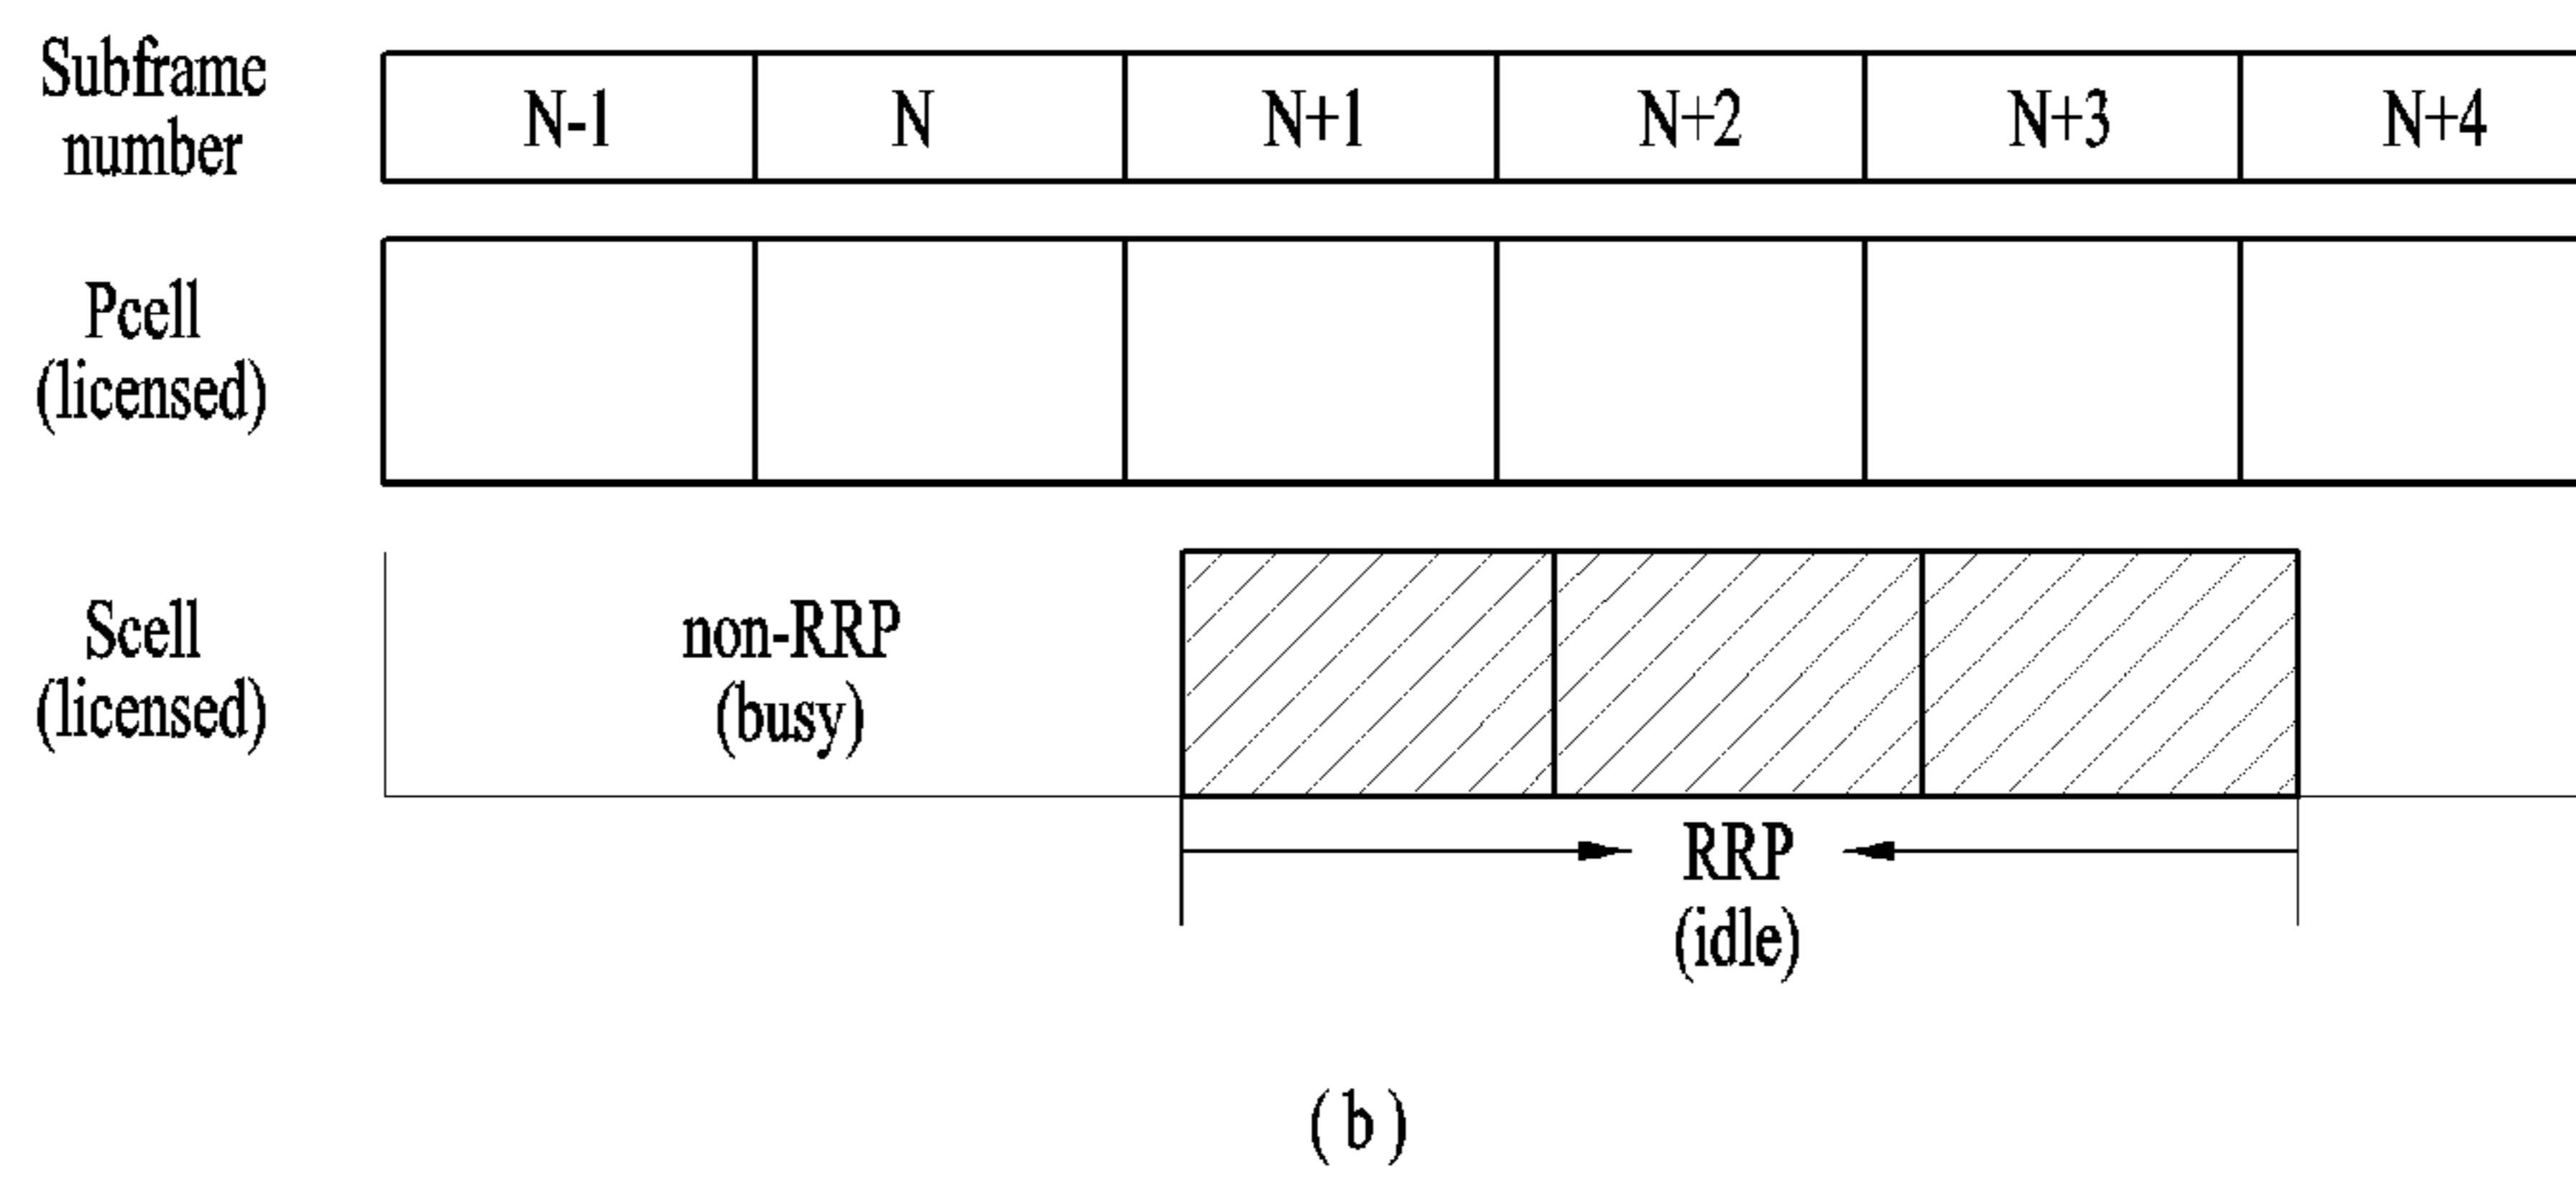 Subframe
number
N-1 N N+1 N+2 N+3 N+4
Pcell
(licensed)
Scell
(licensed)
non-RRP
(busy)
RRP
(idle)
(b)